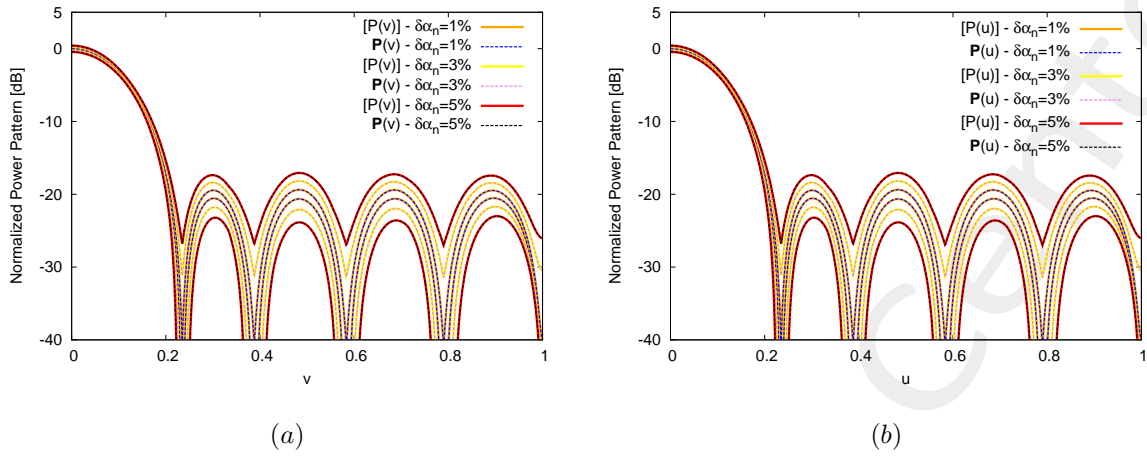 [P(v)] - δαn=1%
P(v) - δαn=1%
[P(v)] - δαn=3%
P(v) - δαn=3%
[P(v)] - δαn=5%
P(v) - δαn=5%
Normalized Power Pattern [dB]
5
0
-10
-20
-30
-40
0 0.2 0.4 0.6 0.8 1
v
(a)
[P(u)] - δαn=1%
P(u) - δαn=1%
[P(u)] - δαn=3%
P(u) - δαn=3%
[P(u)] - δαn=5%
P(u) - δαn=5%
Normalized Power Pattern [dB]
5
0
-10
-20
-30
-40
0 0.2 0.4 0.6 0.8 1
u
(b)